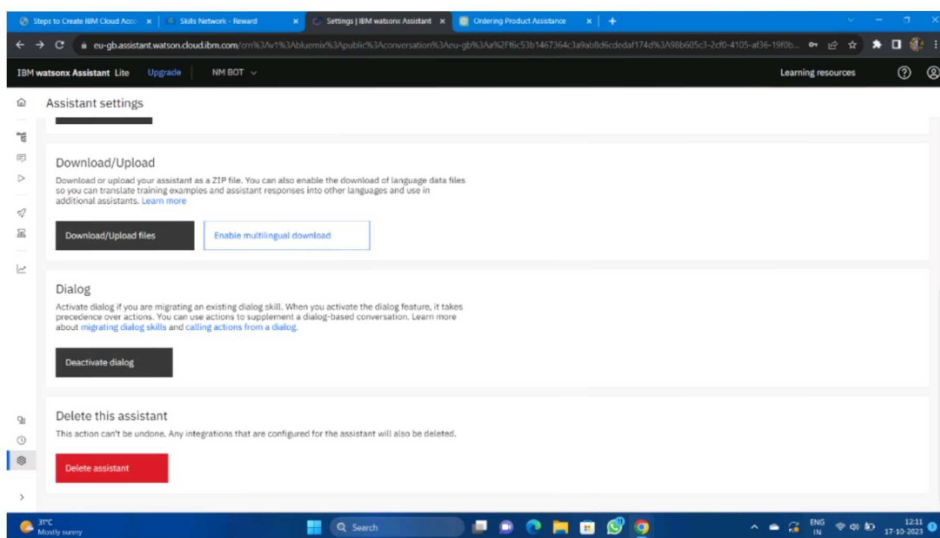 Steps to Create IBM Cloud Acco
Skills Network - Reward
Settings | IBM watsonx Assistant
Ordering Product Assistance
IBM watsonx Assistant Lite
Upgrade
NM BOT
Learning resources
Assistant settings
Download/Upload
Download or upload your assistant as a ZIP file. You can also enable the download of language data files
so you can translate training examples and assistant responses into other languages and use in
additional assistants. Learn more
Download/Upload files
Enable multilingual download
Dialog
Activate dialog if you are migrating an existing dialog skill. When you activate the dialog feature, it takes
precedence over actions. You can use actions to supplement a dialog-based conversation. Learn more
about migrating dialog skills and calling actions from a dialog.
Deactivate dialog
Delete this assistant
This action can't be undone. Any integrations that are configured for the assistant will also be deleted.
Delete assistant
31°C
Mostly sunny
Search
ENG
IN
12:11
17-10-2023